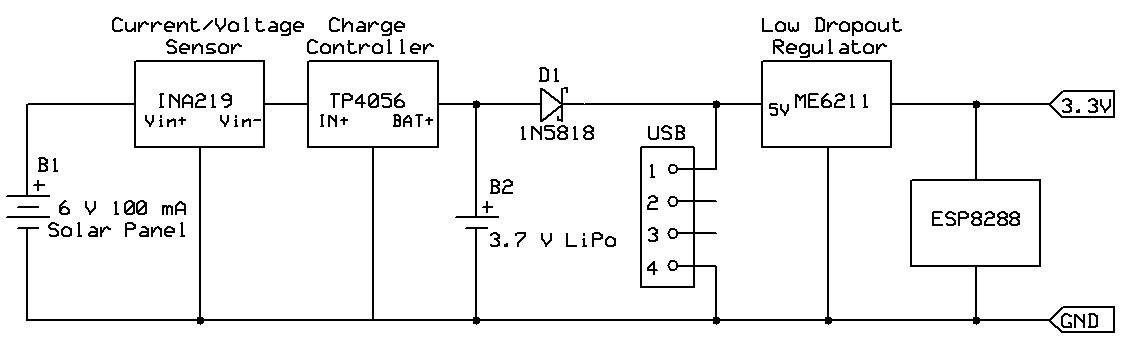 Current/Voltage
Sensor
Charge
Controller
Low Dropout
Regulator
INA219
Vin+ Vin-
TP4056
IN+ BAT+
D1
1N5818
USB
1
2
3
4
5V ME6211
3.3V
B1
+
6 V 100 mA
Solar Panel
B2
+
3.7 V LiPo
ESP8288
GND